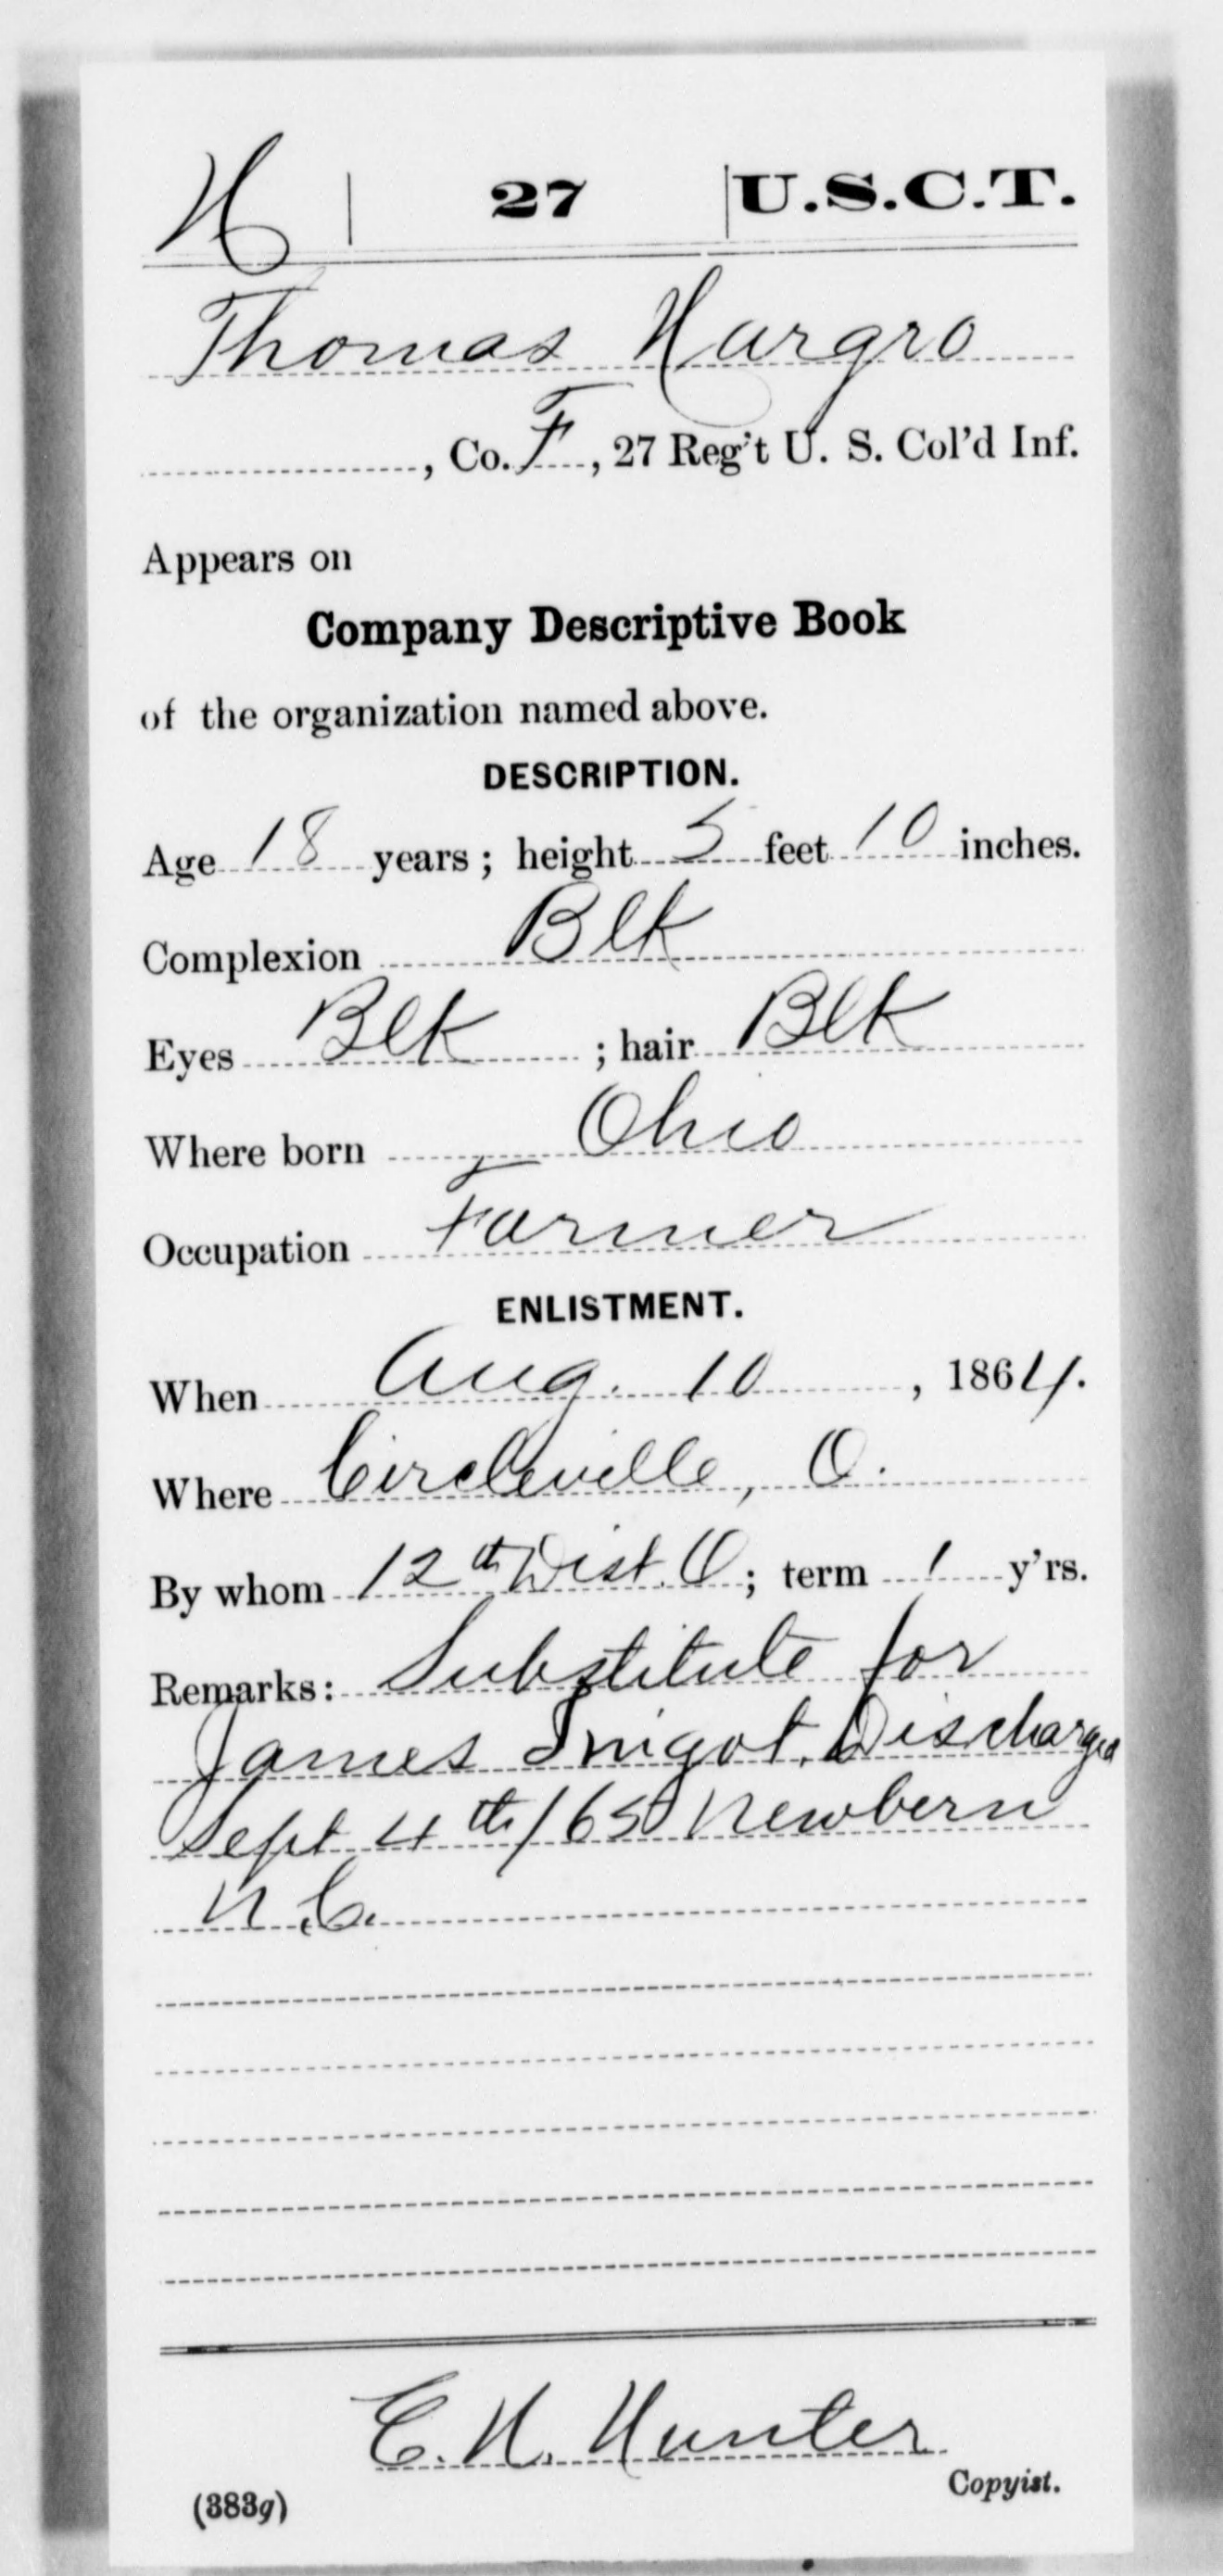 H | 27 | U.S.C.T.
Thomas Hargro
, Co. F, 27 Reg't U. S. Col'd Inf.
Appears on
Company Descriptive Book
of the organization named above.
DESCRIPTION.
Age 18 years; height 5 feet 10 inches.
Complexion Blk
Eyes Blk; hair Blk
Where born Ohio
Occupation Farmer
ENLISTMENT.
When Aug. 10, 1864.
Where Circleville, O.
By whom 12th Dist. O; term 1 y'rs.
Remarks: Substitute for
James Discharged
Sept 4th/65 Newbern
N.C.
C. H. Hunter
Copyist.
(383g)